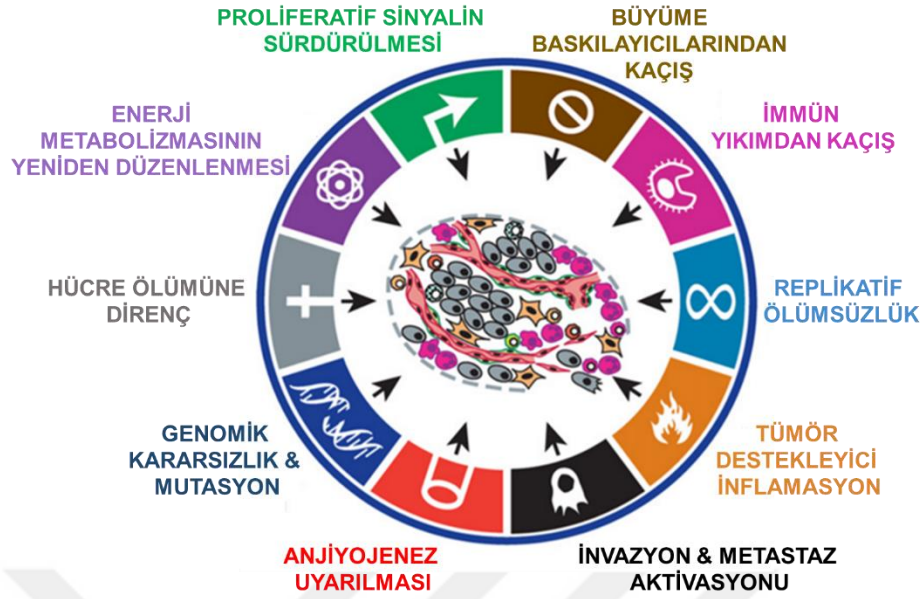 PROLİFERATİF SİNYALİN
SÜRDÜRÜLMESİ
BÜYÜME
BASKILAYICILARINDAN
KAÇIŞ
ENERJİ
METABOLİZMASININ
YENİDEN DÜZENLENMESİ
İMMÜN
YIKIMDAN KAÇIŞ
HÜCRE ÖLÜMÜNE
DİRENÇ
REPLİKATİF
ÖLÜMSÜZLÜK
GENOMİK
KARARSIZLIK &
MUTASYON
TÜMÖR
DESTEKLEYİCİ
İNFLAMASYON
ANJİYOJENEZ
UYARILMASI
İNVAZYON & METASTAZ
AKTİVASYONU